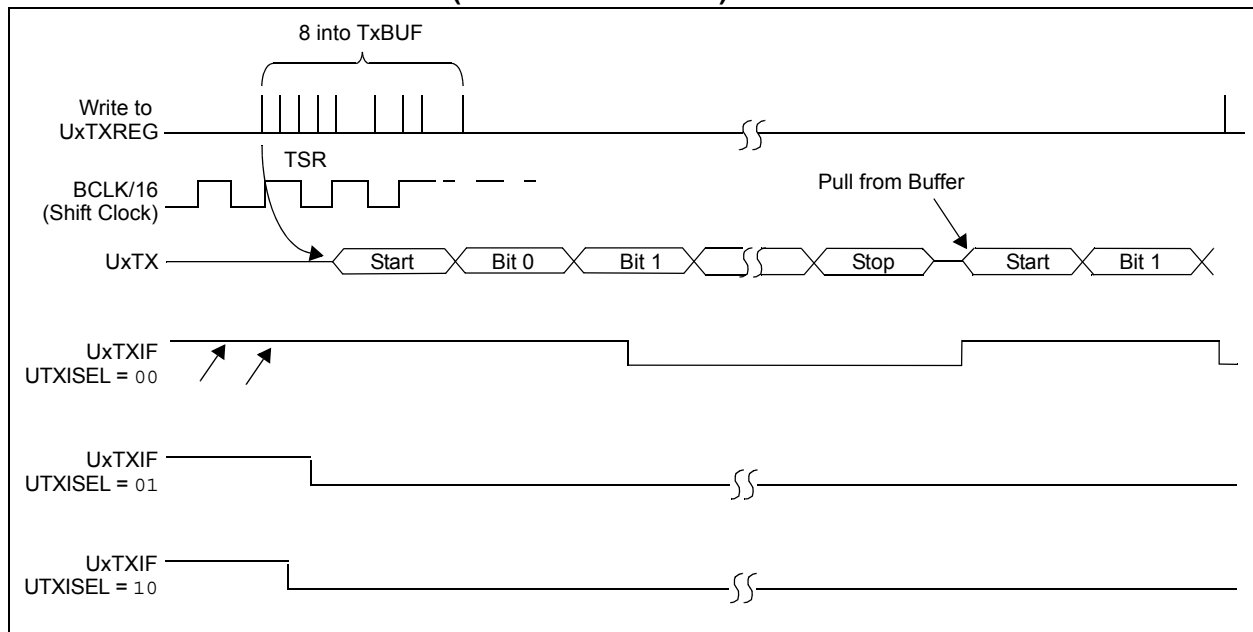 8 into TxBUF
Write to
UxTXREG
TSR
BCLK/16
(Shift Clock)
Pull from Buffer
UxTX
Start
Bit 0
Bit 1
Stop
Start
Bit 1
UxTXIF
UTXISEL = 00
UxTXIF
UTXISEL = 01
UxTXIF
UTXISEL = 10